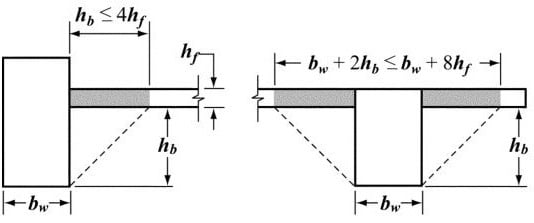 h_b ≤ 4h_f
h_f
b_w + 2h_b ≤ b_w + 8h_f
h_b
h_b
b_w
b_w